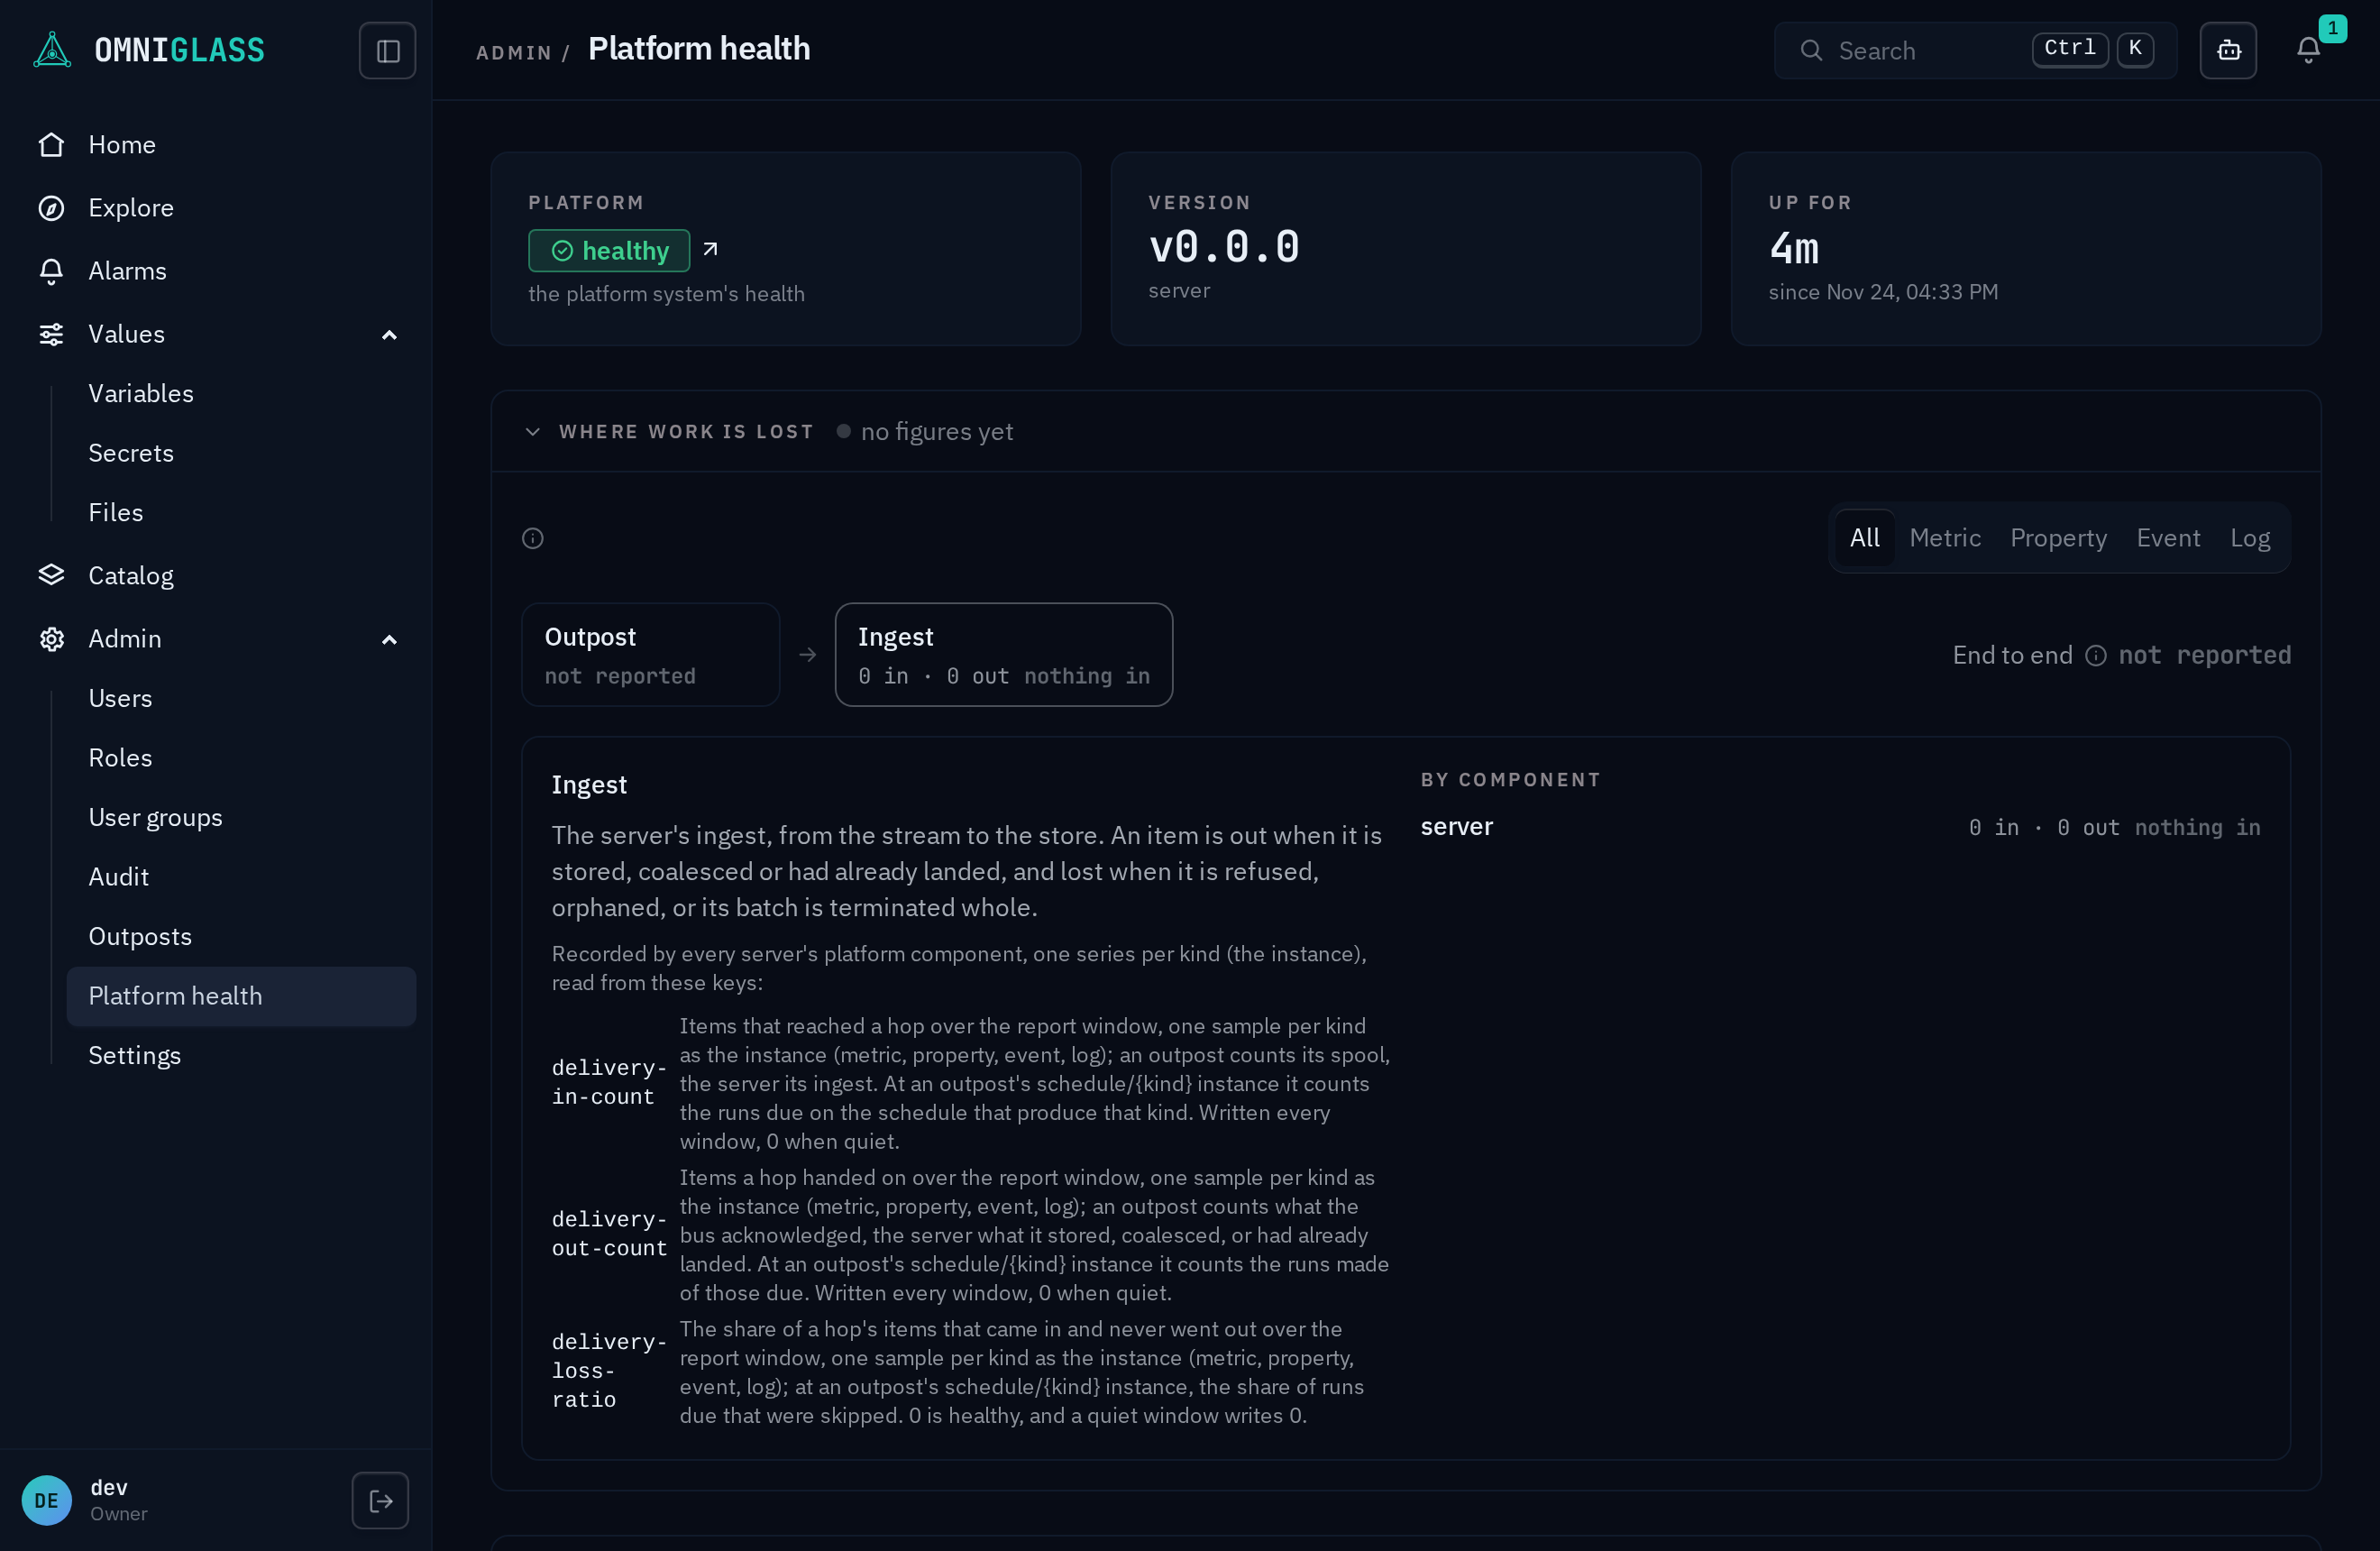 OMNIGLASS
ADMIN / Platform health
Search Ctrl K
1
Home
Explore
Alarms
Values
Variables
Secrets
Files
Catalog
Admin
Users
Roles
User groups
Audit
Outposts
Platform health
Settings
DE
dev
Owner
PLATFORM
healthy
the platform system's health
VERSION
v0.0.0
server
UP FOR
4m
since Nov 24, 04:33 PM
WHERE WORK IS LOST no figures yet
All Metric Property Event Log
Outpost
not reported
Ingest
0 in · 0 out nothing in
End to end not reported
Ingest
The server's ingest, from the stream to the store. An item is out when it is
stored, coalesced or had already landed, and lost when it is refused,
orphaned, or its batch is terminated whole.
Recorded by every server's platform component, one series per kind (the instance),
read from these keys:
delivery-
in-count
Items that reached a hop over the report window, one sample per kind
as the instance (metric, property, event, log); an outpost counts its spool,
the server its ingest. At an outpost's schedule/{kind} instance it counts
the runs due on the schedule that produce that kind. Written every
window, 0 when quiet.
delivery-
out-count
Items a hop handed on over the report window, one sample per kind as
the instance (metric, property, event, log); an outpost counts what the
bus acknowledged, the server what it stored, coalesced, or had already
landed. At an outpost's schedule/{kind} instance it counts the runs made
of those due. Written every window, 0 when quiet.
delivery-
loss-
ratio
The share of a hop's items that came in and never went out over the
report window, one sample per kind as the instance (metric, property,
event, log); at an outpost's schedule/{kind} instance, the share of runs
due that were skipped. 0 is healthy, and a quiet window writes 0.
BY COMPONENT
server 0 in · 0 out nothing in